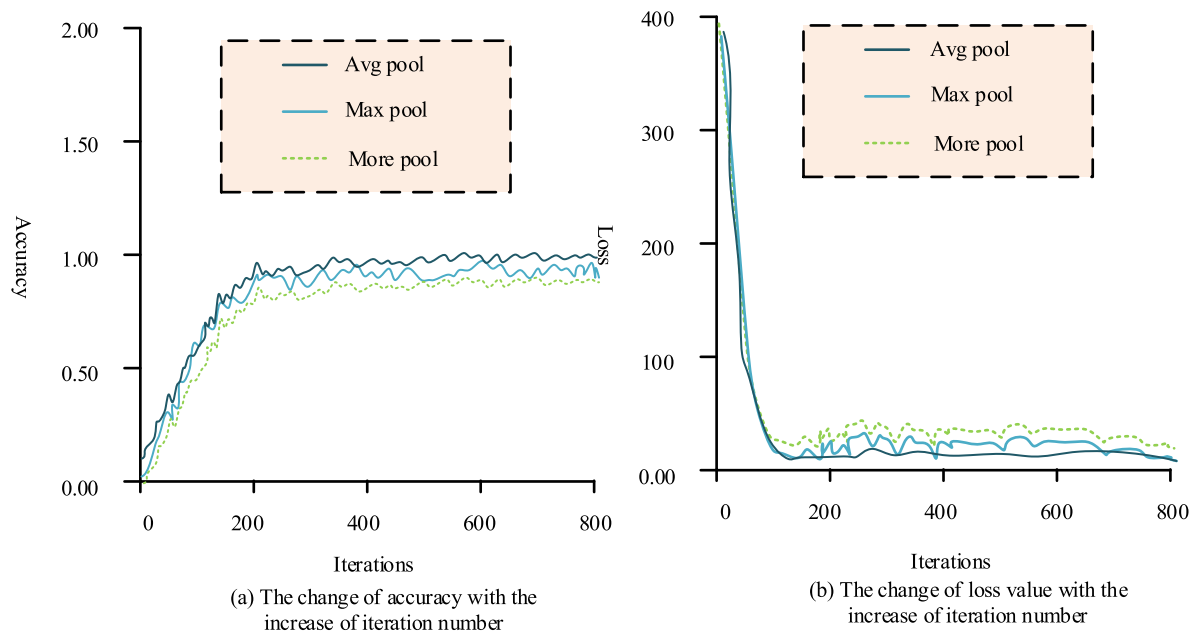 2.00
1.50
1.00
0.50
0.00
Accuracy
Avg pool
Max pool
More pool
0 200 400 600 800
Iterations
(a) The change of accuracy with the
increase of iteration number
400
300
200
100
0.00
Loss
Avg pool
Max pool
More pool
0 200 400 600 800
Iterations
(b) The change of loss value with the
increase of iteration number